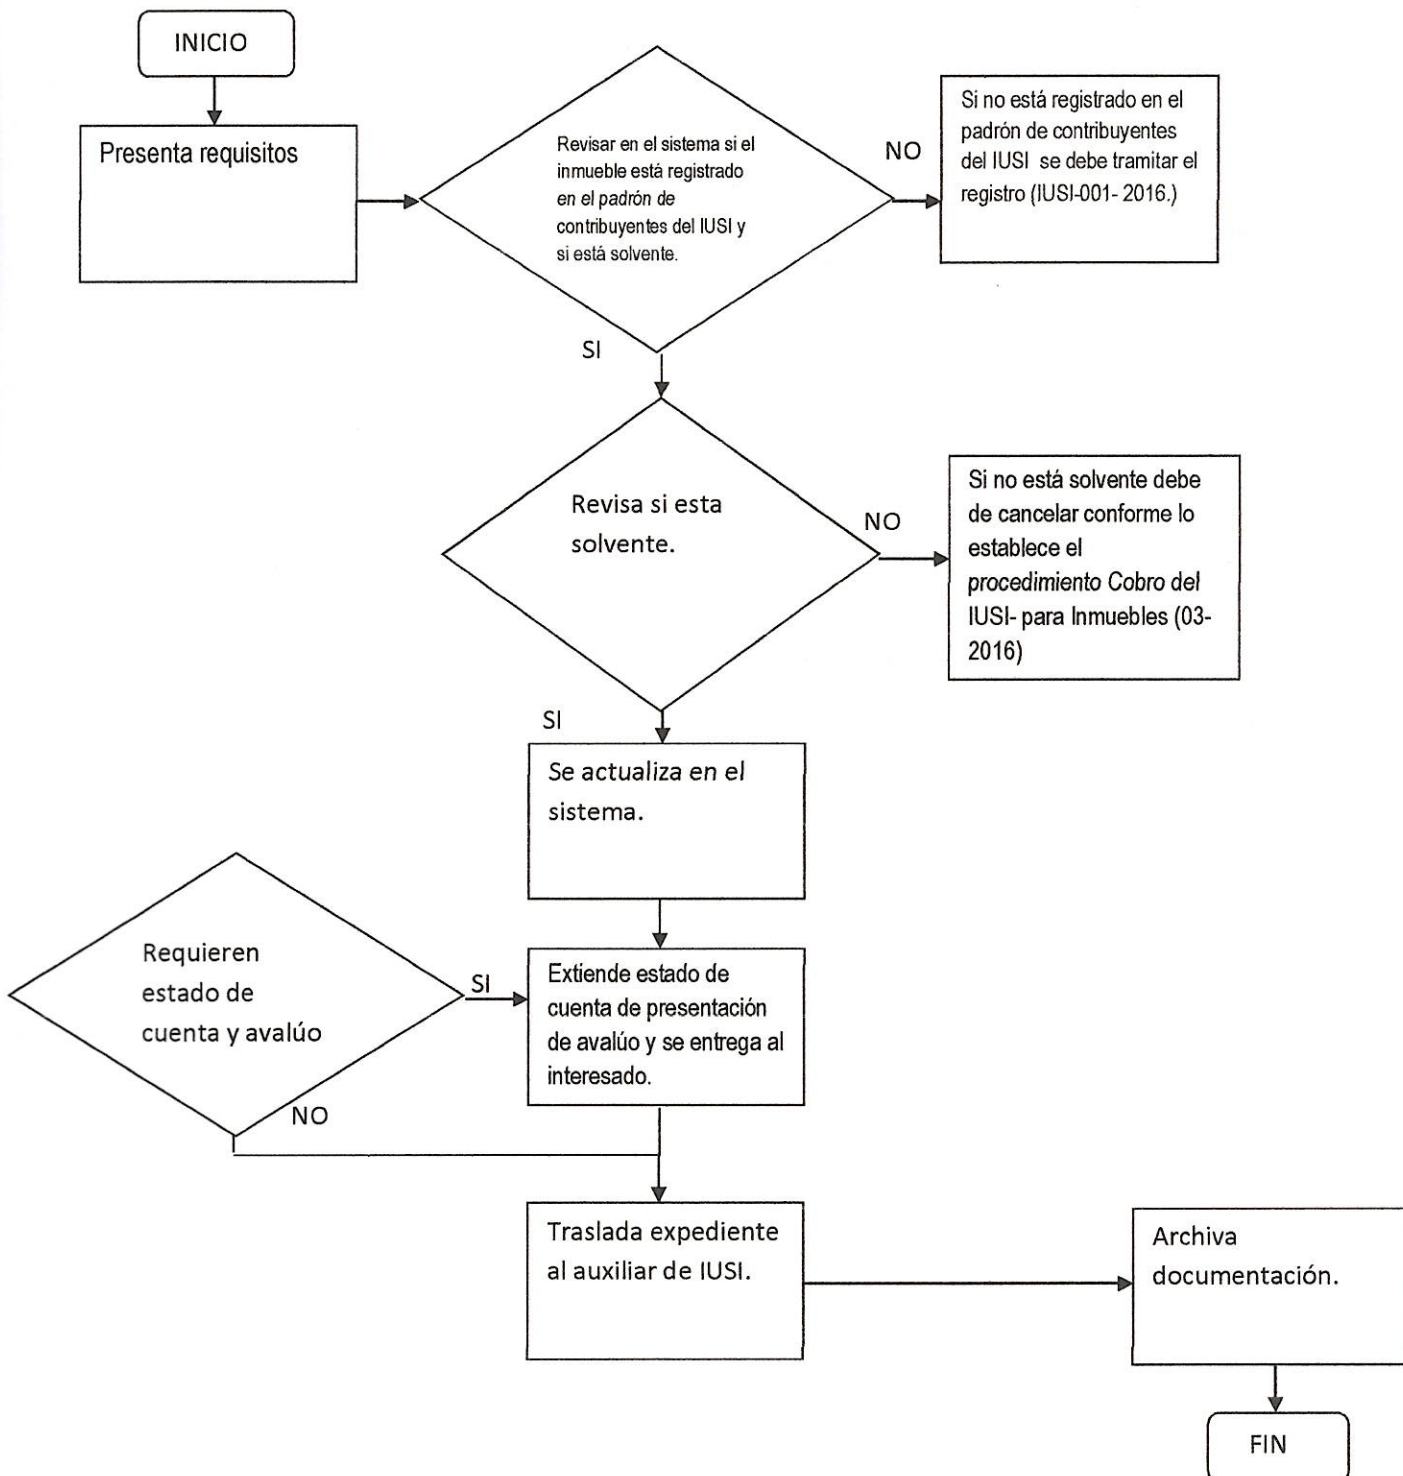 INICIO
Presenta requisitos
Revisar en el sistema si el
inmueble está registrado
en el padrón de
contribuyentes del IUSI y
si está solvente.
NO
Si no está registrado en el
padrón de contribuyentes
del IUSI se debe tramitar el
registro (IUSI-001- 2016.)
SI
Revisa si esta
solvente.
NO
Si no está solvente debe
de cancelar conforme lo
establece el
procedimiento Cobro del
IUSI- para Inmuebles (03-
2016)
SI
Se actualiza en el
sistema.
Requieren
estado de
cuenta y avalúo
SI
Extiende estado de
cuenta de presentación
de avalúo y se entrega al
interesado.
NO
Traslada expediente
al auxiliar de IUSI.
Archiva
documentación.
FIN